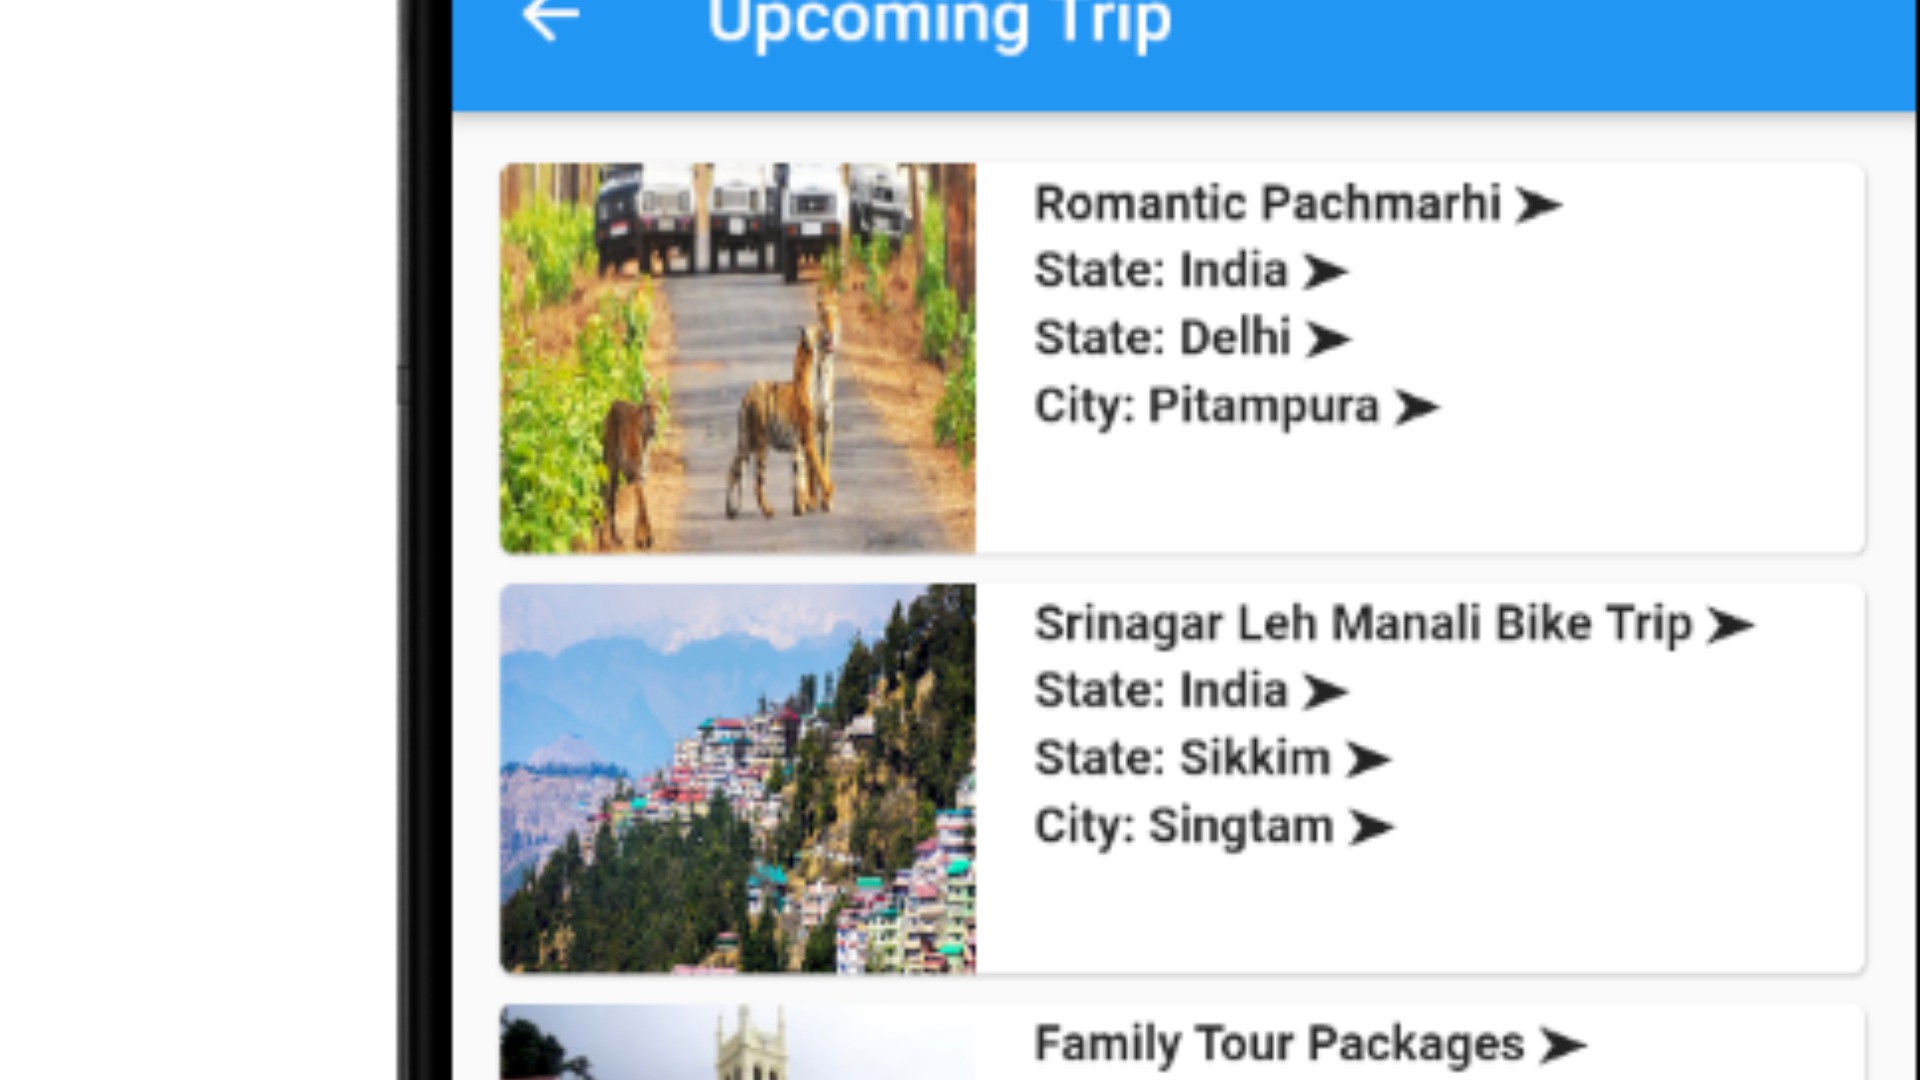 Upcoming Trip
Romantic Pachmarhi ➤
State: India ➤
State: Delhi ➤
City: Pitampura ➤
Srinagar Leh Manali Bike Trip ➤
State: India ➤
State: Sikkim ➤
City: Singtam ➤
Family Tour Packages ➤